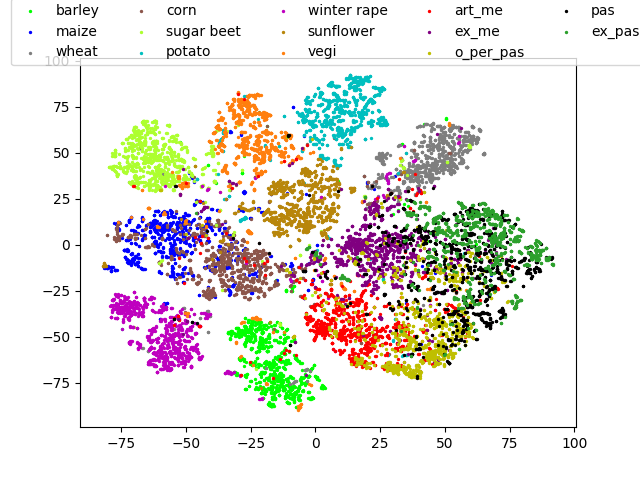 barley corn winter rape art_me pas
maize sugar beet sunflower ex_me ex_pas
wheat potato vegi o_per_pas
100
75
50
25
0
−25
−50
−75
−75 −50 −25 0 25 50 75 100